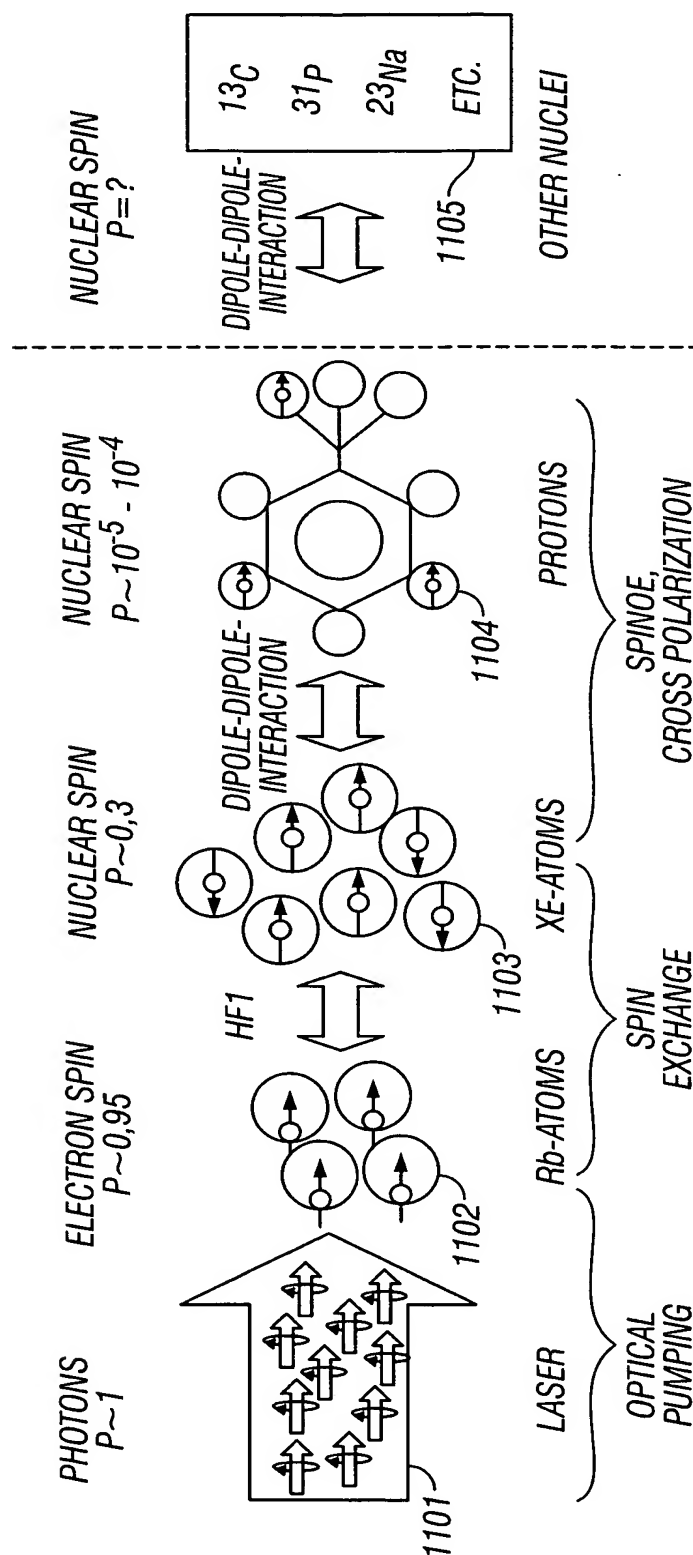 PHOTONS
P~1
ELECTRON SPIN
P~0,95
NUCLEAR SPIN
P~0,3
NUCLEAR SPIN
P~10⁻⁵ - 10⁻⁴
NUCLEAR SPIN
P=?
HF1
DIPOLE-DIPOLE-
INTERACTION
DIPOLE-DIPOLE-
INTERACTION
¹³C
³¹P
²³Na
ETC.
1101
1102
1103
1104
1105
LASER
Rb-ATOMS
XE-ATOMS
PROTONS
OTHER NUCLEI
OPTICAL
PUMPING
SPIN
EXCHANGE
SPINOE,
CROSS POLARIZATION